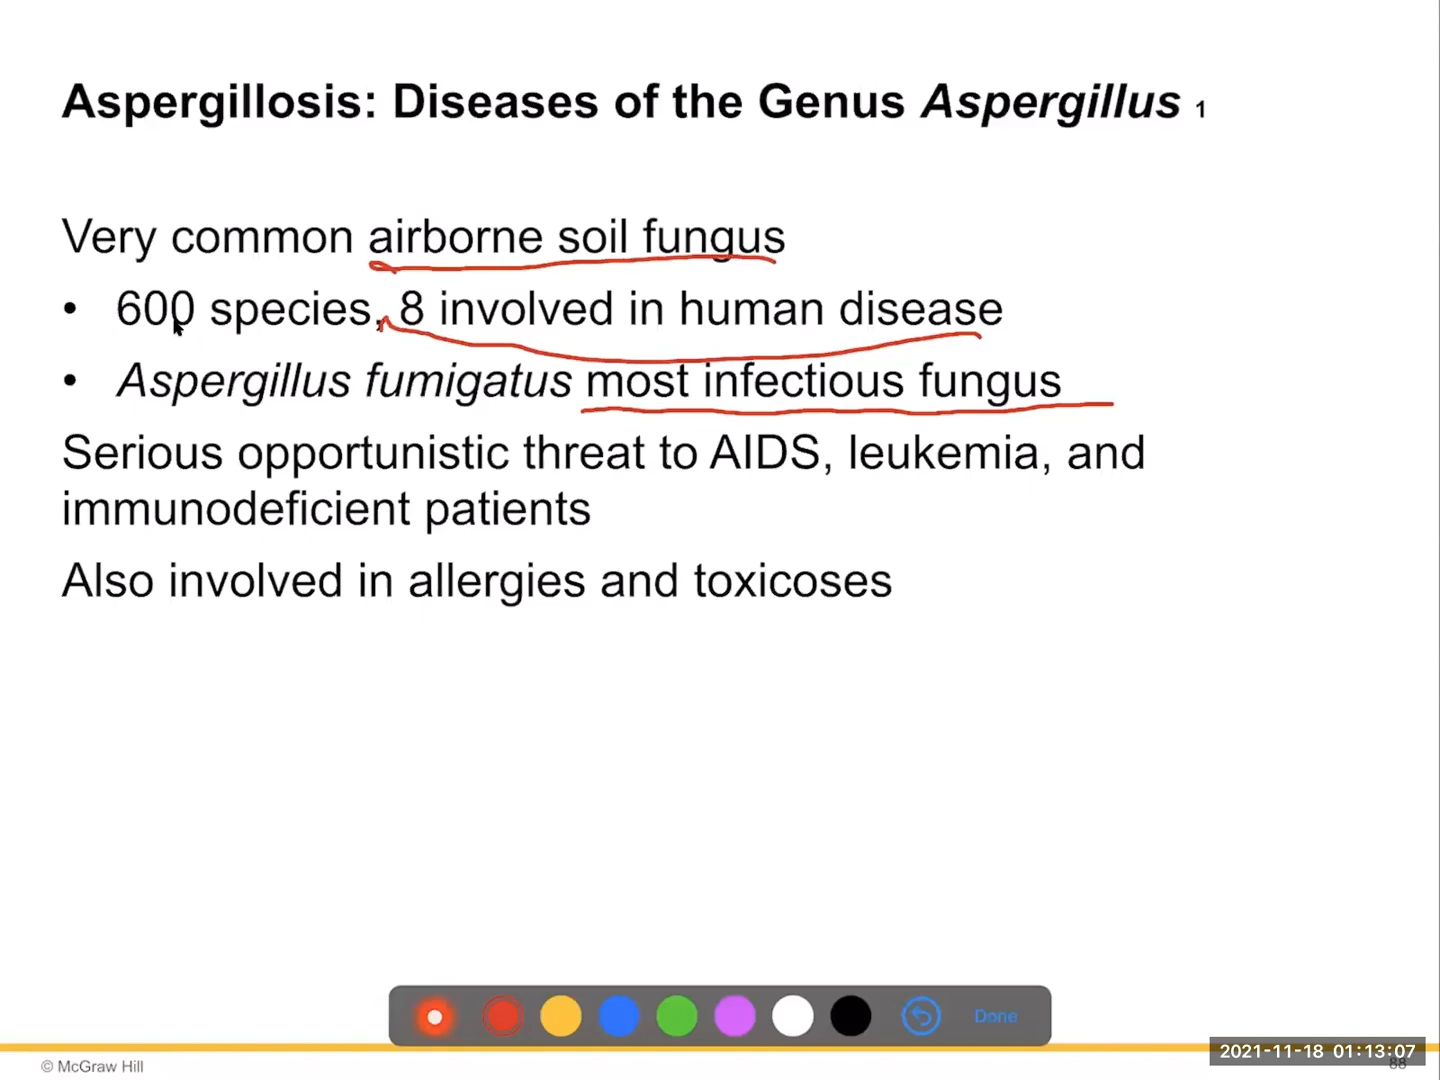 Aspergillosis: Diseases of the Genus Aspergillus 1
Very common airborne soil fungus
• 600 species, 8 involved in human disease
• Aspergillus fumigatus most infectious fungus
Serious opportunistic threat to AIDS, leukemia, and
immunodeficient patients
Also involved in allergies and toxicoses
Done
2021-11-18 01:13:07
© McGraw Hill
88